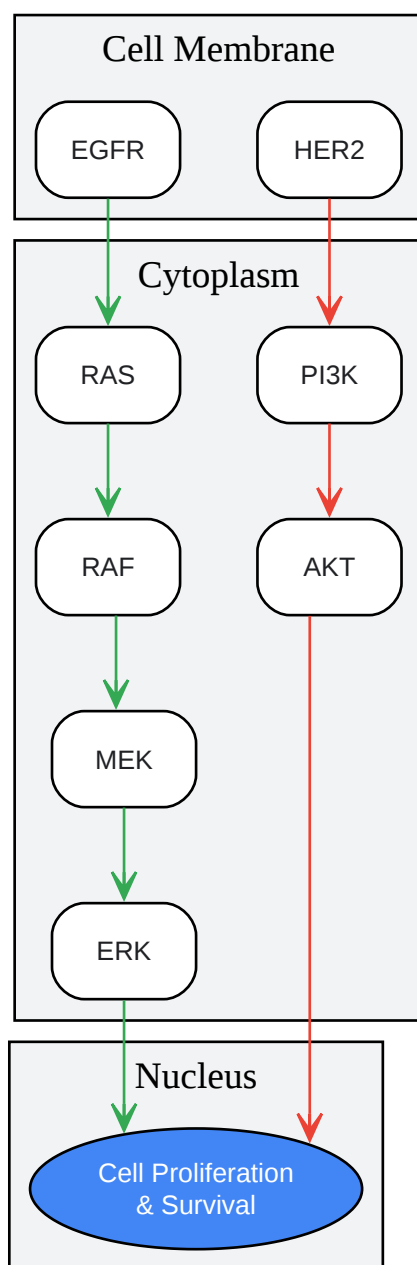 Cell Membrane
EGFR
HER2
Cytoplasm
RAS
PI3K
RAF
AKT
MEK
ERK
Nucleus
Cell Proliferation
& Survival